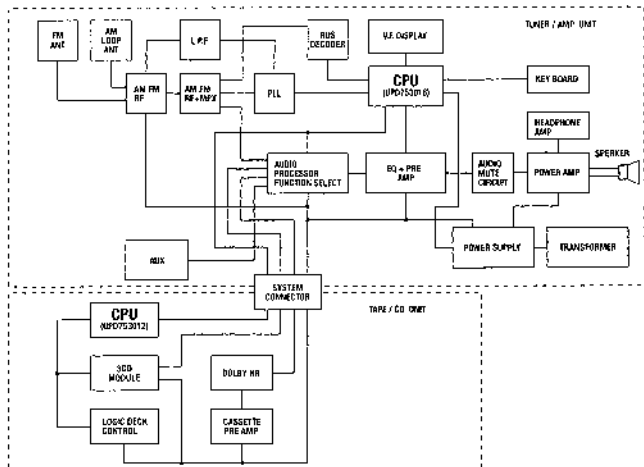 TUNER / AMP UNIT
FM
ANT
AM
LOOP
ANT
L.P.F
RDS
DECODER
V.F. DISPLAY
AM FM
RF
AM FM
RF+MPX
PLL
CPU
(UPD753016)
KEY BOARD
HEADPHONE
AMP
SPEAKER
AUDIO
PROCESSOR
FUNCTION SELECT
EQ + PRE
AMP
AUDIO
MUTE
CIRCUIT
POWER AMP
AUX
POWER SUPPLY
TRANSFORMER
SYSTEM
CONNECTOR
TAPE / CD UNIT
CPU
(UPD753012)
3CD
MODULE
DOLBY NR
LOGIC DECK
CONTROL
CASSETTE
PRE AMP